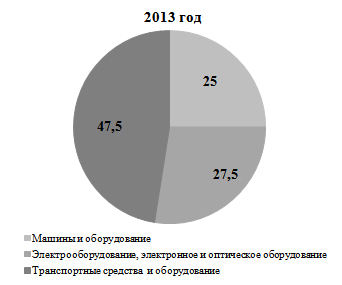 2013 год
25
47,5
27,5
Машины и оборудование
Электрооборудование, электронное и оптическое оборудование
Транспортные средства и оборудование